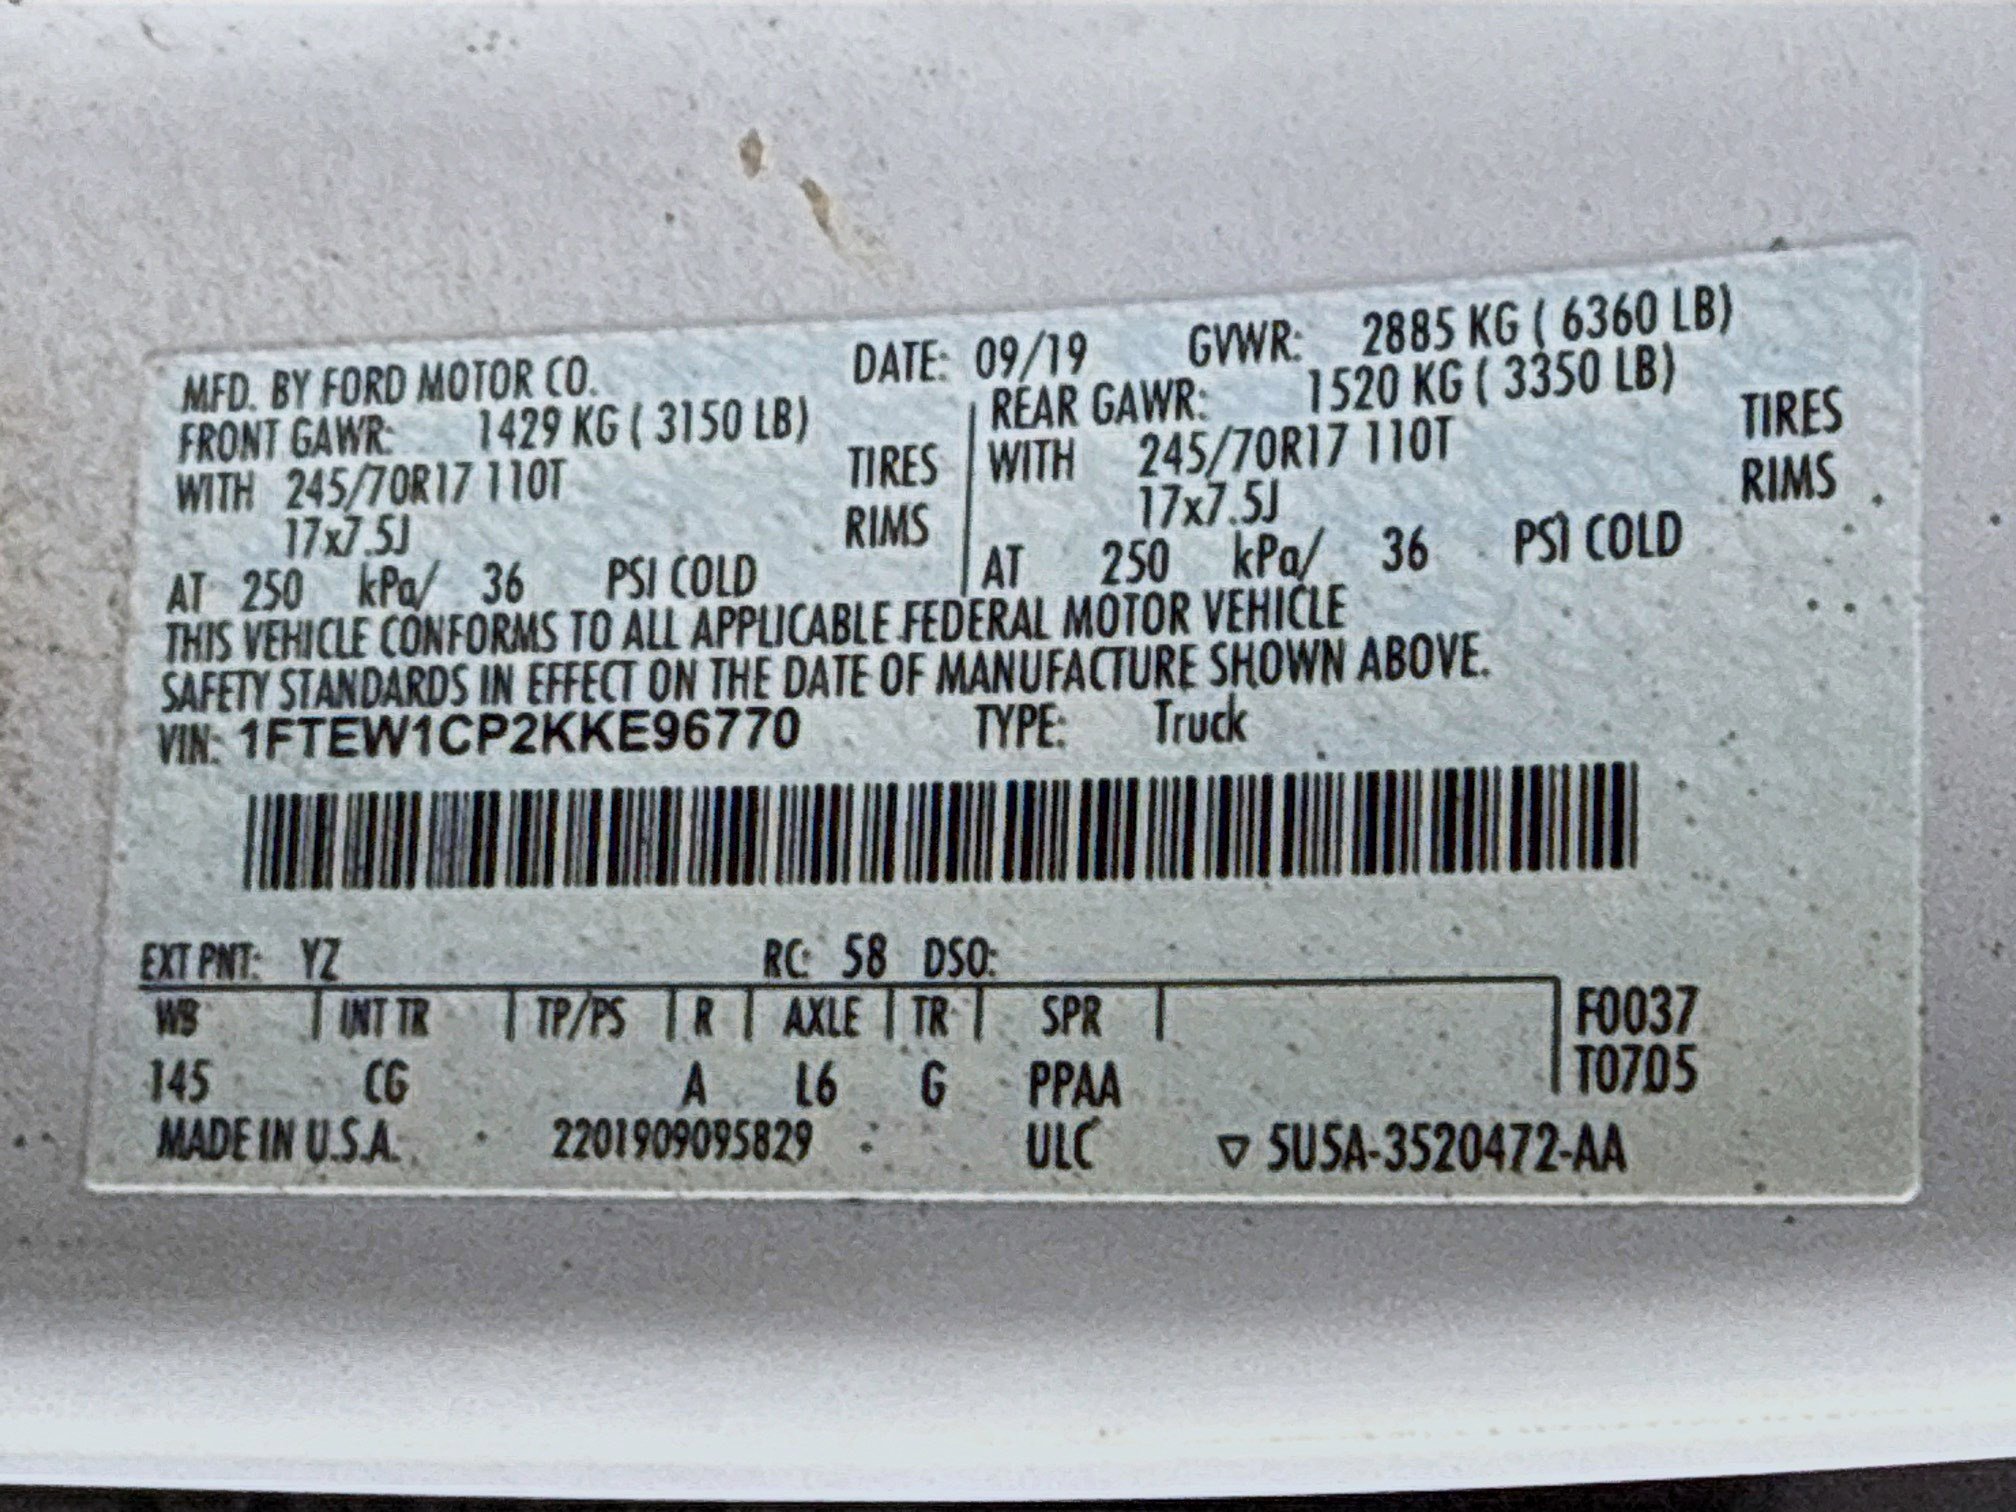 MFD. BY FORD MOTOR CO. DATE: 09/19 GVWR: 2885 KG ( 6360 LB)
FRONT GAWR: 1429 KG ( 3150 LB) REAR GAWR: 1520 KG ( 3350 LB)
WITH 245/70R17 110T TIRES WITH 245/70R17 110T TIRES
17x7.5J RIMS 17x7.5J RIMS
AT 250 kPa/ 36 PSI COLD AT 250 kPa/ 36 PSI COLD
THIS VEHICLE CONFORMS TO ALL APPLICABLE FEDERAL MOTOR VEHICLE
SAFETY STANDARDS IN EFFECT ON THE DATE OF MANUFACTURE SHOWN ABOVE.
VIN: 1FTEW1CP2KKE96770 TYPE: Truck
EXT PNT: YZ RC: 58 DSO:
WB INT TR TP/PS R AXLE TR SPR F0037
145 CG A L6 G PPAA T0705
MADE IN U.S.A. 2201909095829 ULC ▽ 5U5A-3520472-AA